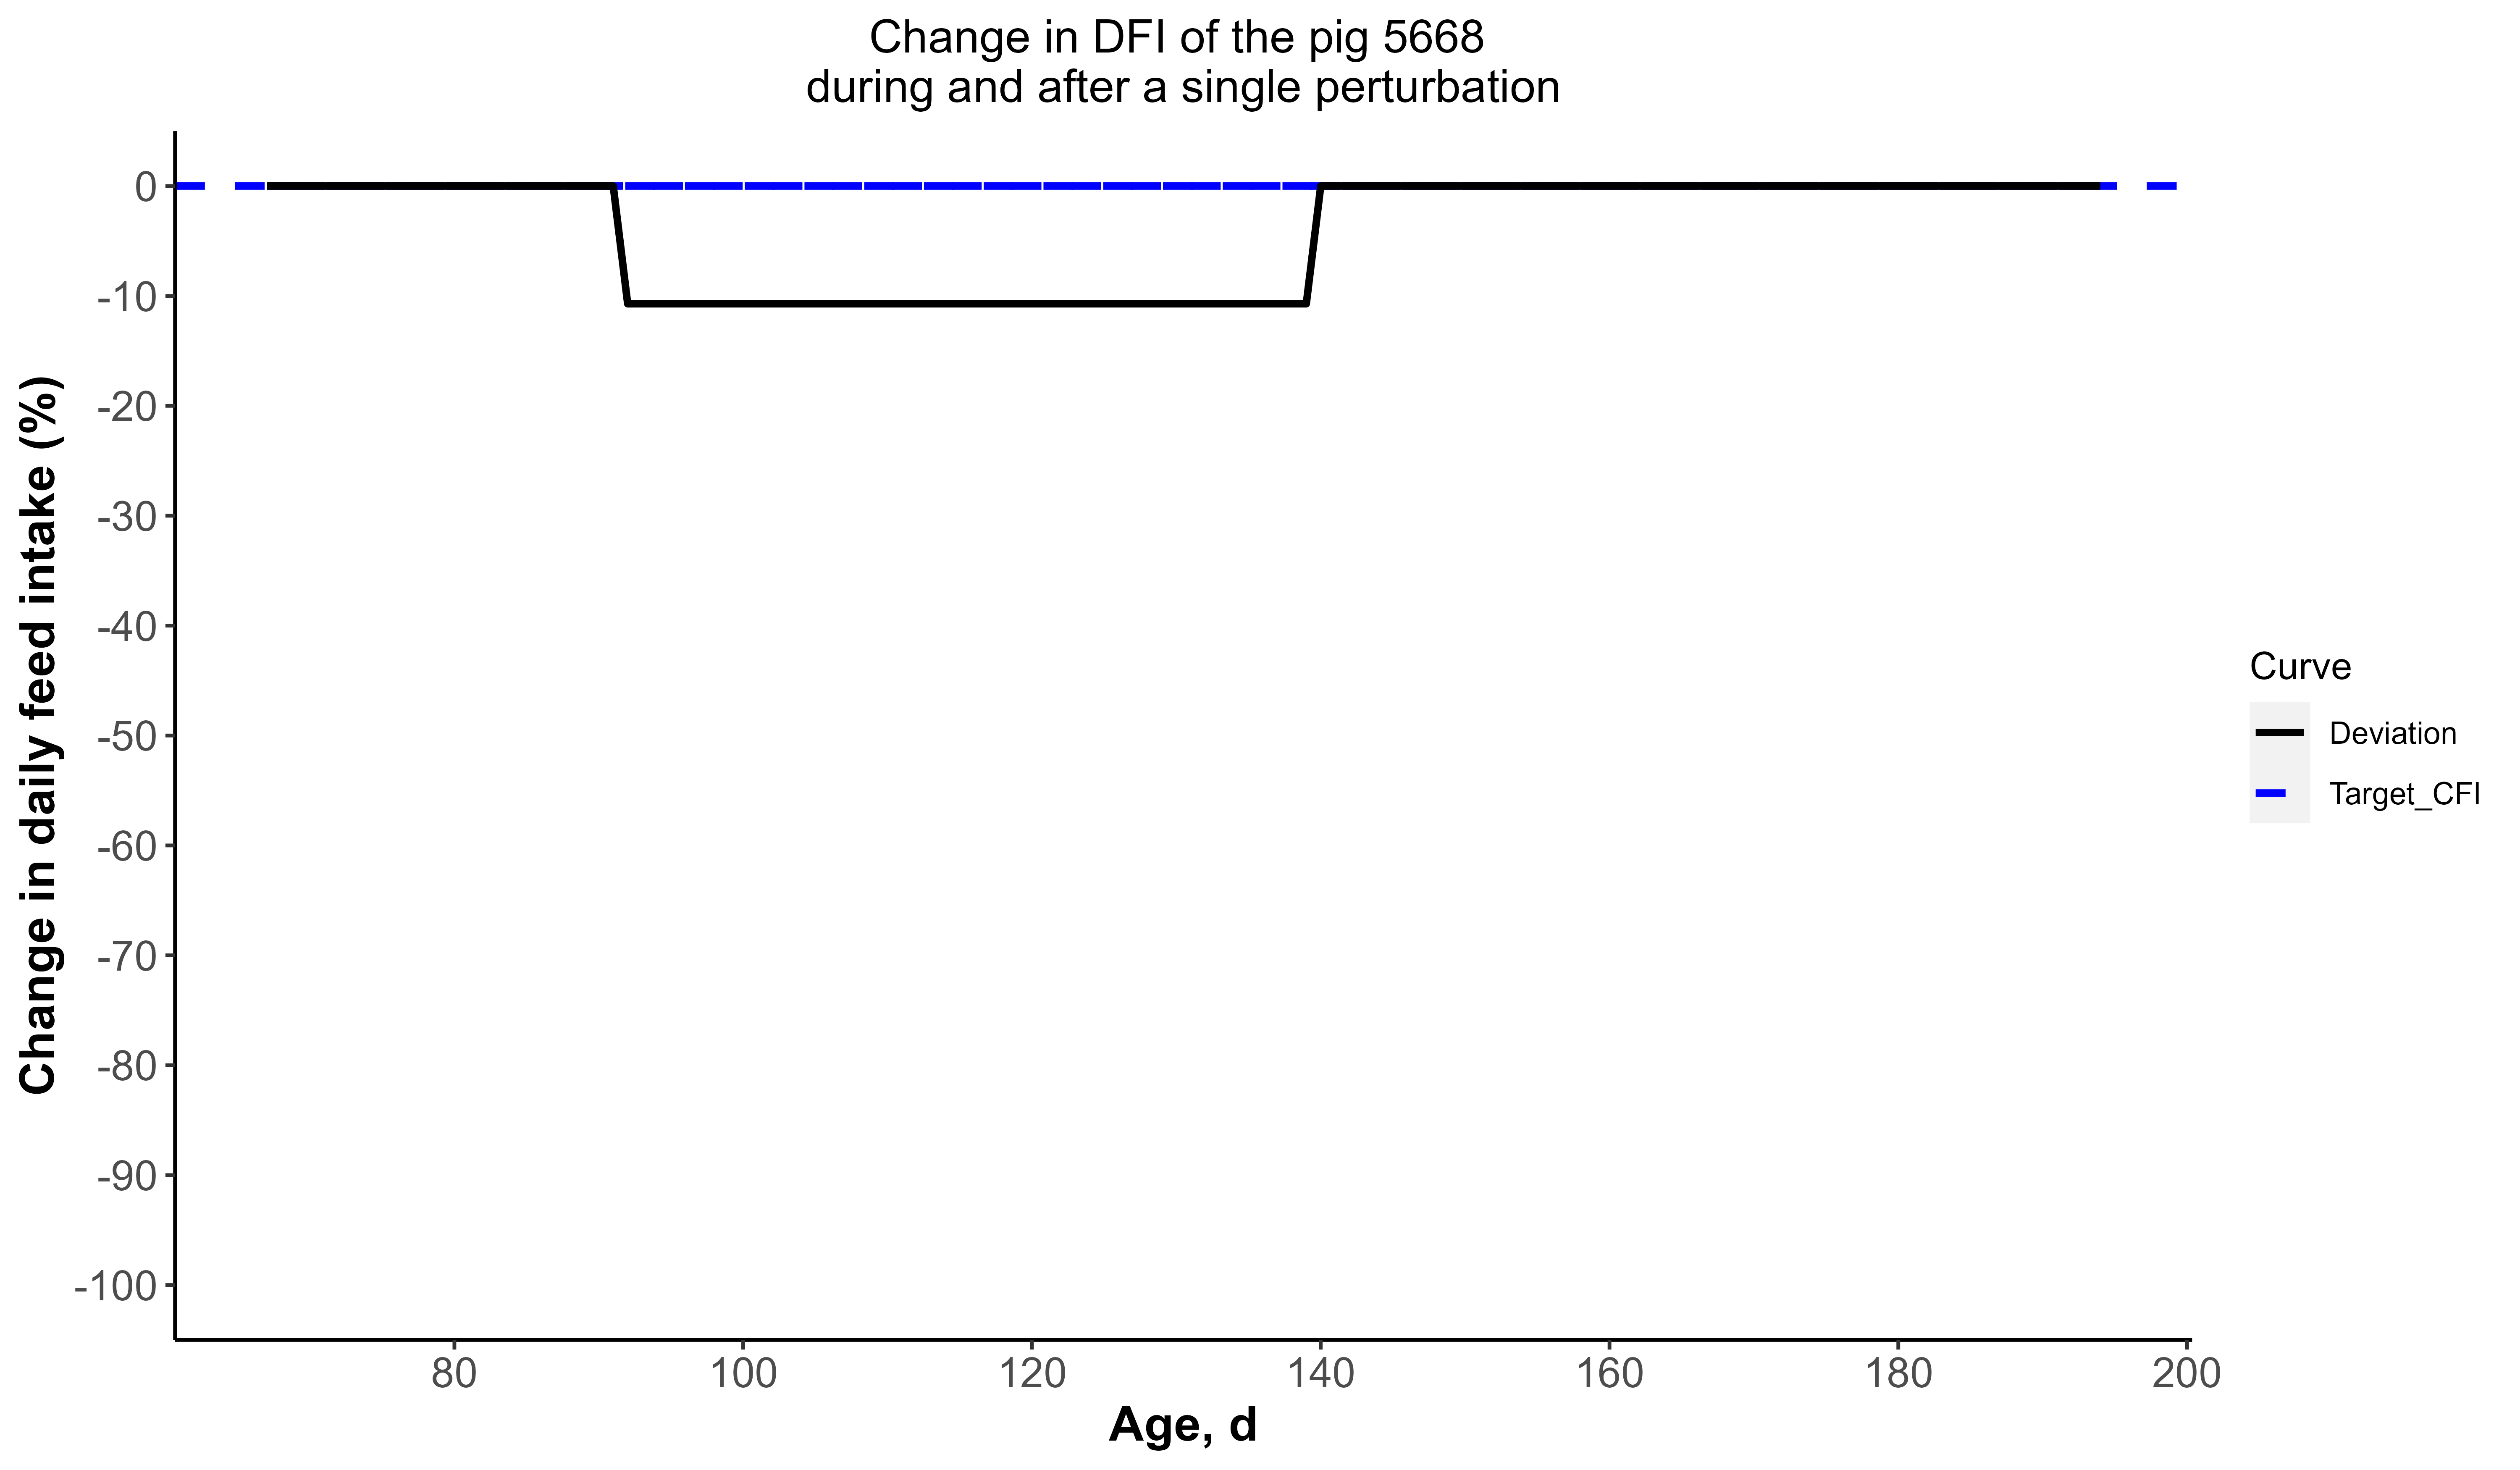 Change in DFI of the pig 5668
during and after a single perturbation
Change in daily feed intake (%)
0
-10
-20
-30
-40
-50
-60
-70
-80
-90
-100
80
100
120
140
160
180
200
Age, d
Curve
Deviation
Target_CFI